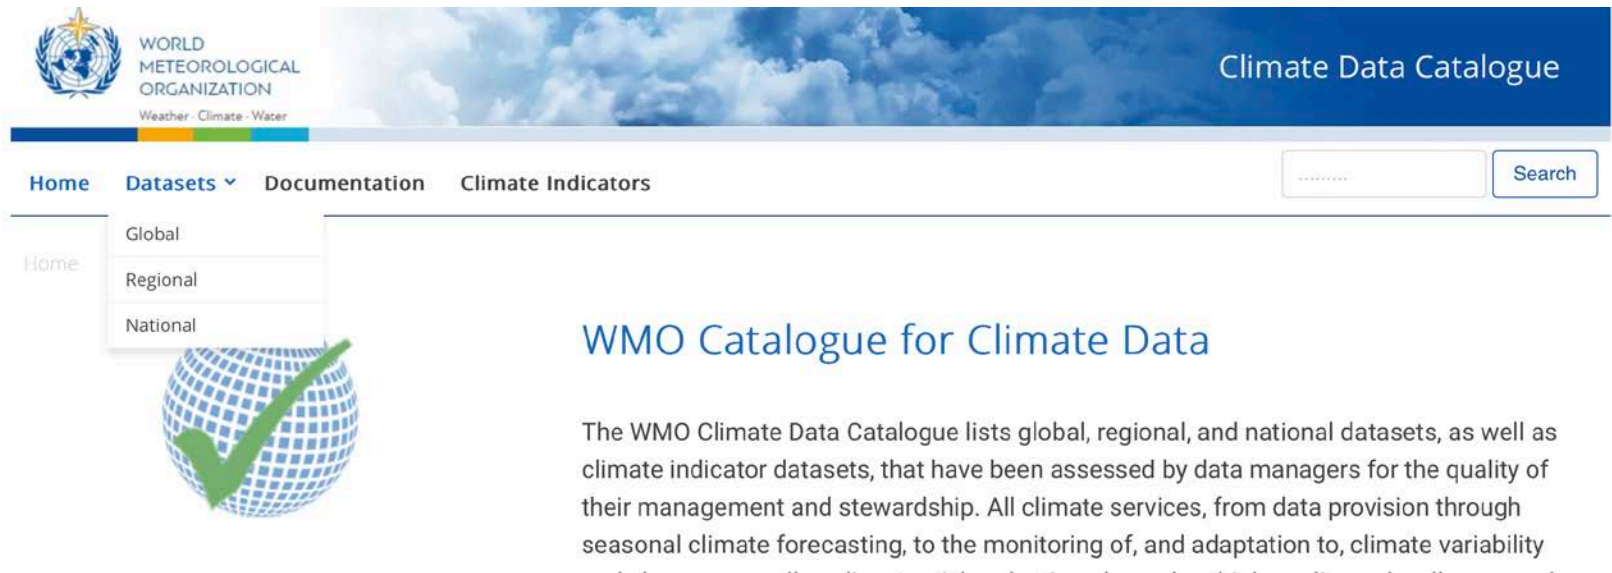 WORLD
METEOROLOGICAL
ORGANIZATION
Weather · Climate · Water
Climate Data Catalogue
Home Datasets Documentation Climate Indicators
......... Search
Home
Global
Regional
National
WMO Catalogue for Climate Data
The WMO Climate Data Catalogue lists global, regional, and national datasets, as well as
climate indicator datasets, that have been assessed by data managers for the quality of
their management and stewardship. All climate services, from data provision through
seasonal climate forecasting, to the monitoring of, and adaptation to, climate variability